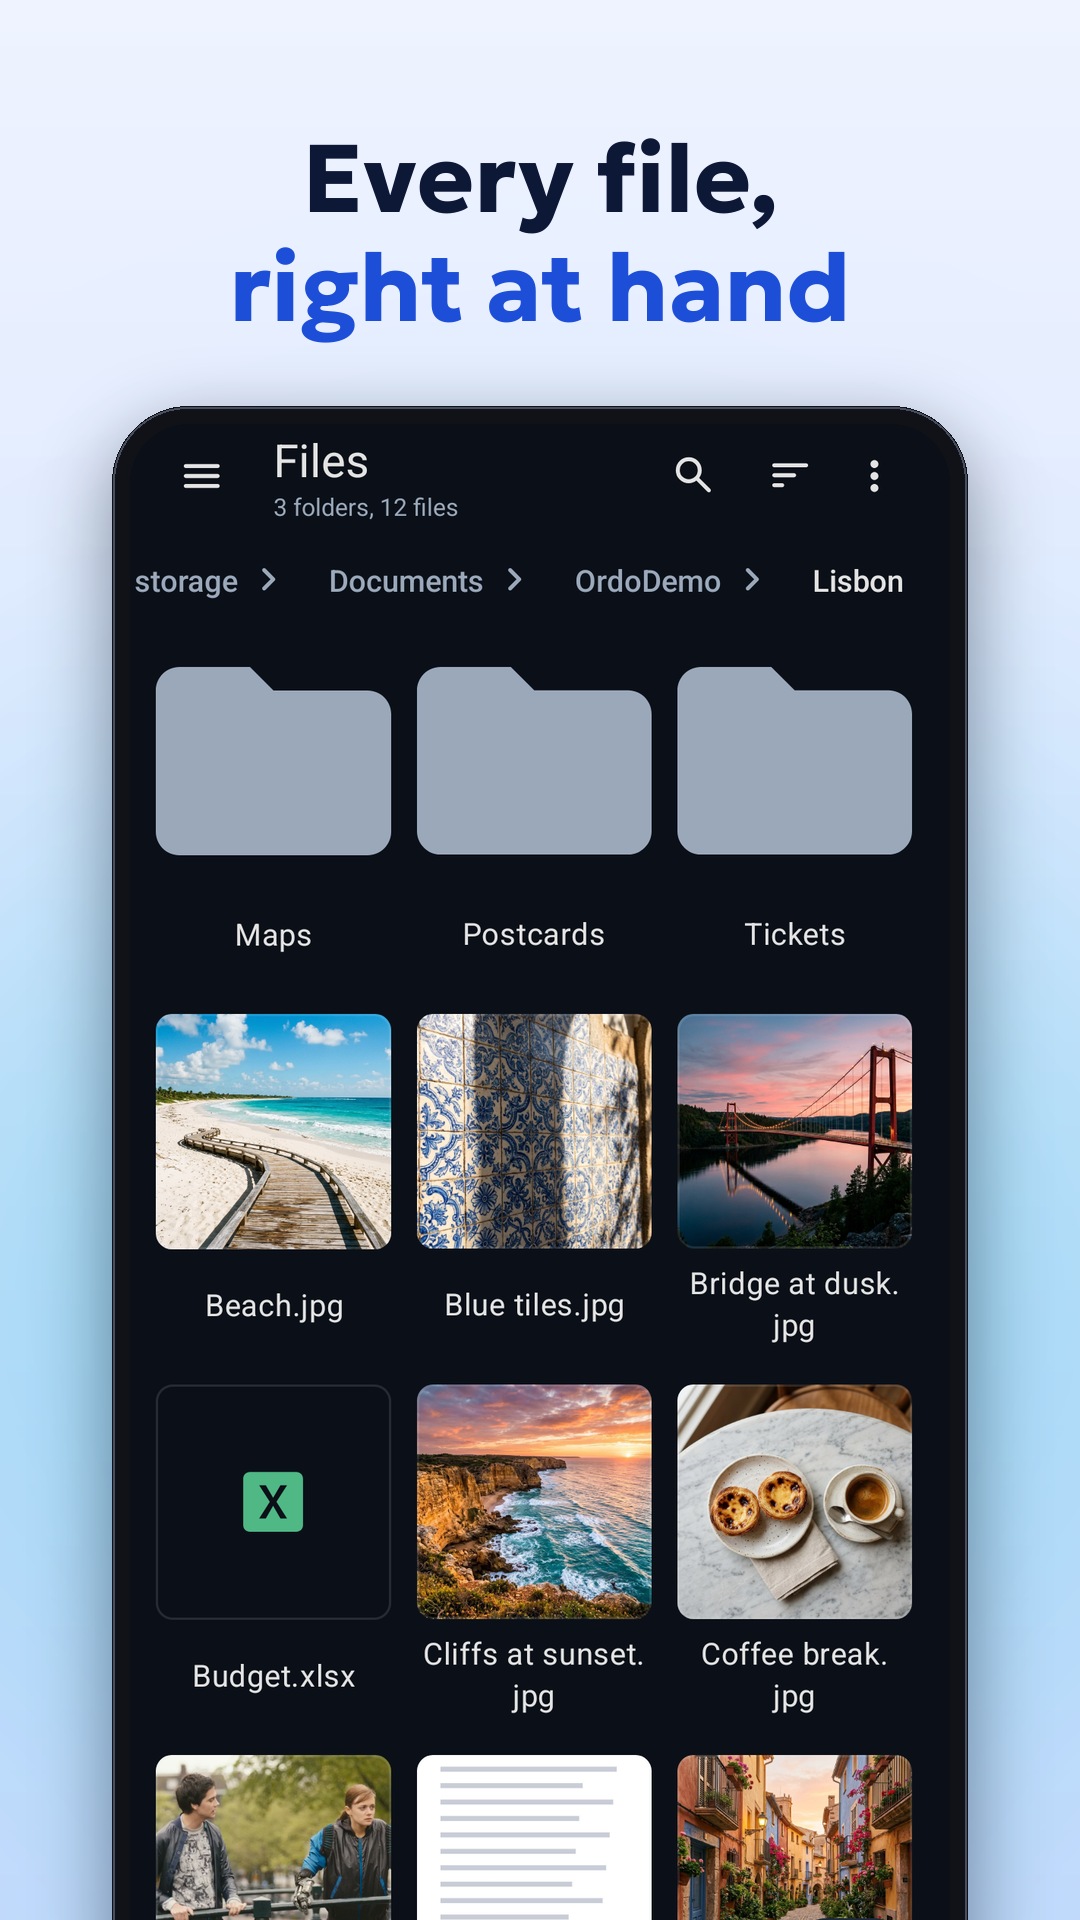 Every file,
right at hand
Files
3 folders, 12 files
storage > Documents > OrdoDemo > Lisbon
Maps
Postcards
Tickets
Beach.jpg
Blue tiles.jpg
Bridge at dusk.
jpg
X
Budget.xlsx
Cliffs at sunset.
jpg
Coffee break.
jpg